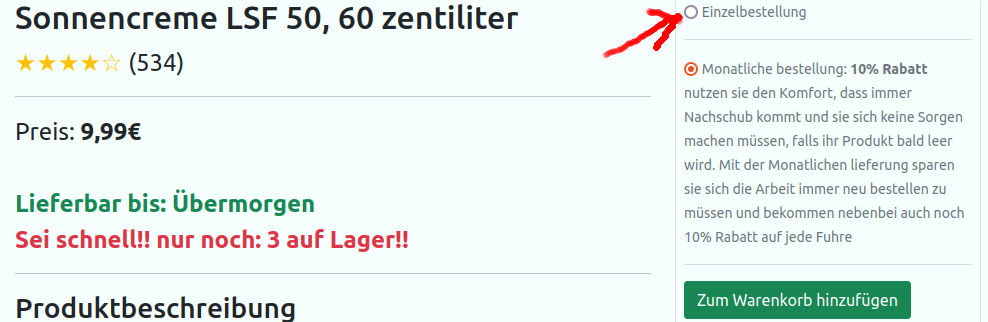 Sonnencreme LSF 50, 60 zentiliter
★★★★☆ (534)
Preis: 9,99€
Lieferbar bis: Übermorgen
Sei schnell!! nur noch: 3 auf Lager!!
Produktbeschreibung
Einzelbestellung
Monatliche bestellung: 10% Rabatt
nutzen sie den Komfort, dass immer
Nachschub kommt und sie sich keine Sorgen
machen müssen, falls ihr Produkt bald leer
wird. Mit der Monatlichen lieferung sparen
sie sich die Arbeit immer neu bestellen zu
müssen und bekommen nebenbei auch noch
10% Rabatt auf jede Fuhre
Zum Warenkorb hinzufügen